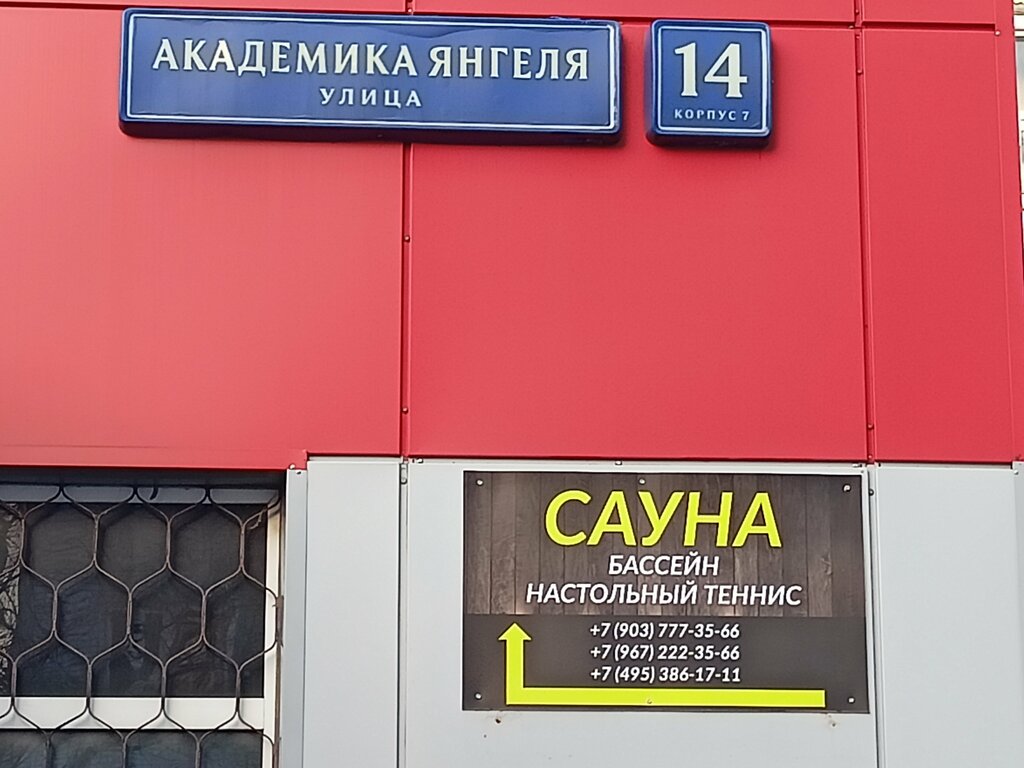 АКАДЕМИКА ЯНГЕЛЯ
УЛИЦА
14
КОРПУС 7
САУНА
БАССЕЙН
НАСТОЛЬНЫЙ ТЕННИС
+7 (903) 777-35-66
+7 (967) 222-35-66
+7 (495) 386-17-11